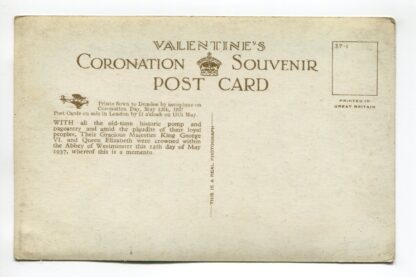 VALENTINE'S
CORONATION SOUVENIR
POST CARD
37-1
PRINTED IN
GREAT BRITAIN
Prints flown to Dundee by aeroplane on
Coronation Day, May 12th, 1937
Post Cards on sale in London by 11 o'clock on 13th May.
WITH all the old-time historic pomp and
pageantry and amid the plaudits of their loyal
peoples, Their Gracious Majesties King George
VI. and Queen Elizabeth were crowned within
the Abbey of Westminster this 12th day of May
1937, whereof this is a memento.
THIS IS A REAL PHOTOGRAPH